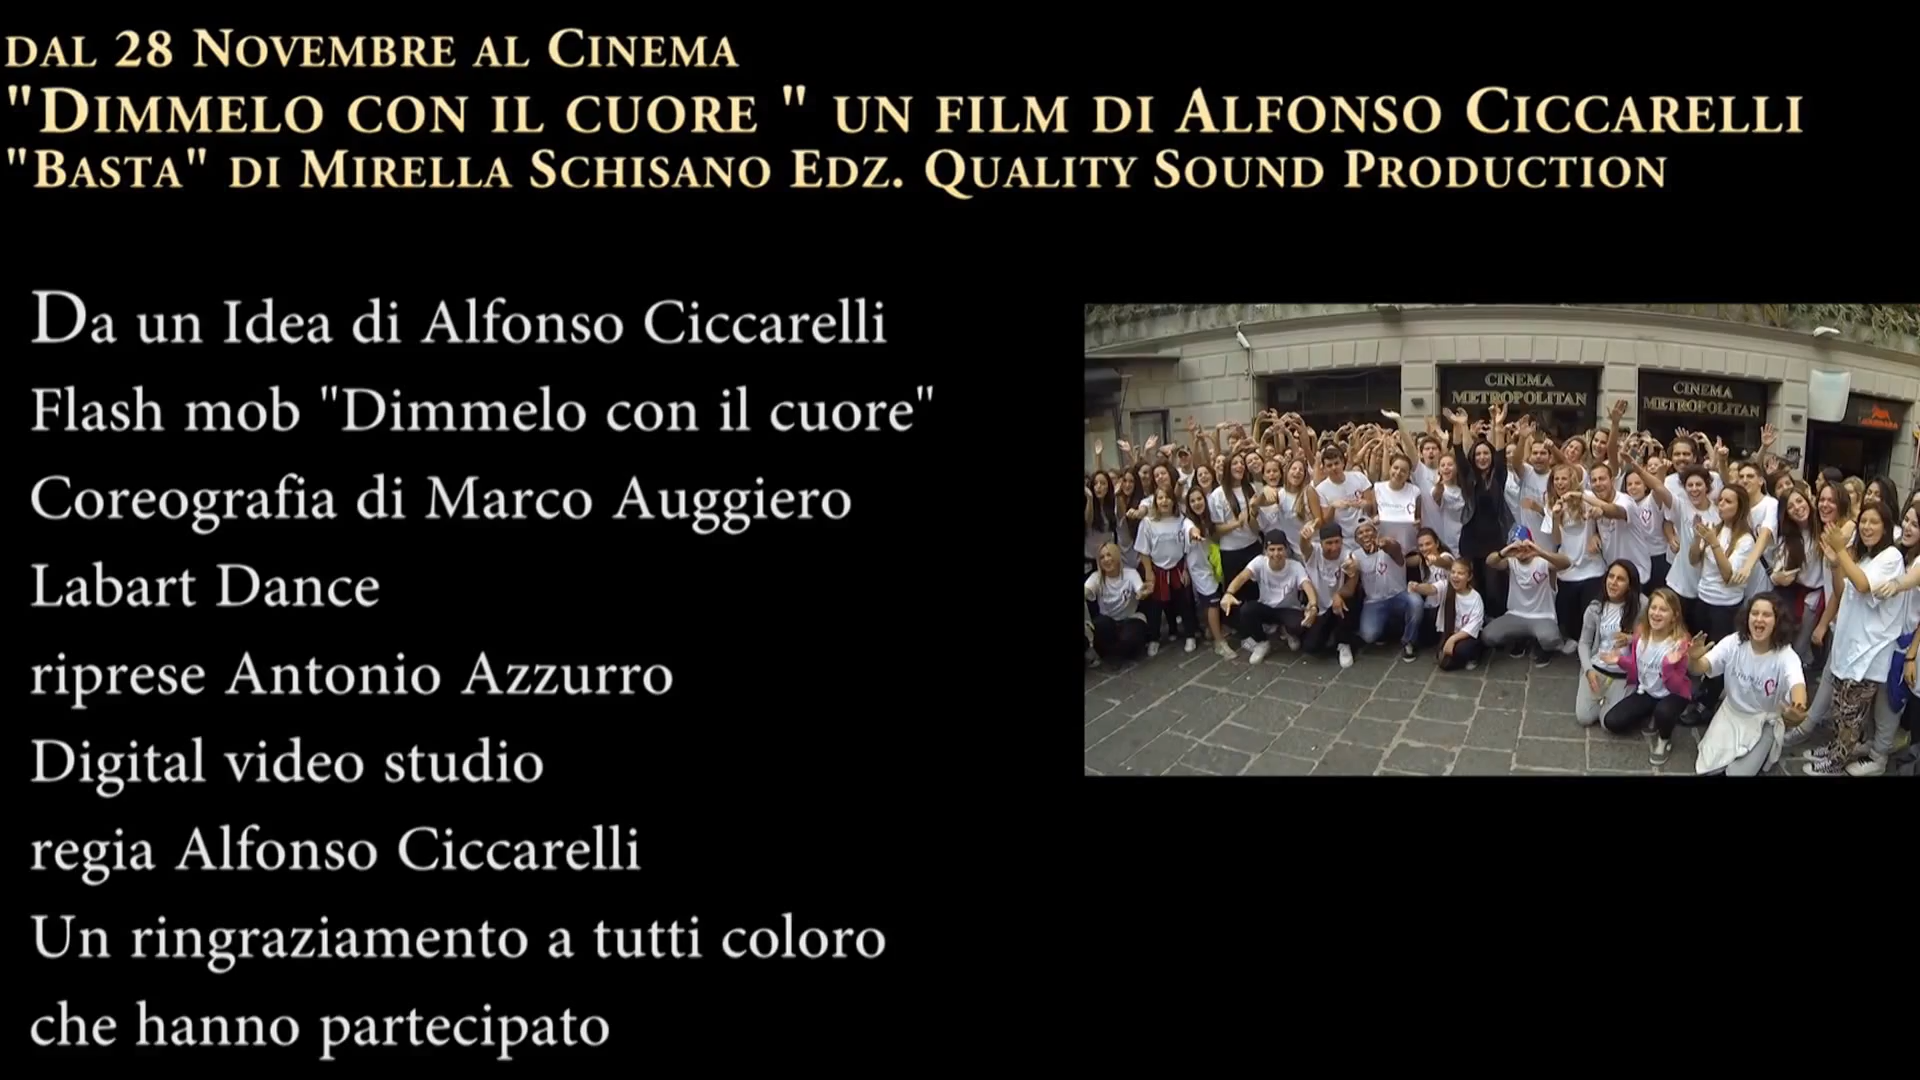 DAL 28 NOVEMBRE AL CINEMA
"DIMMELO CON IL CUORE " UN FILM DI ALFONSO CICCARELLI
"BASTA" DI MIRELLA SCHISANO EDZ. QUALITY SOUND PRODUCTION
Da un Idea di Alfonso Ciccarelli
Flash mob "Dimmelo con il cuore"
Coreografia di Marco Auggiero
Labart Dance
riprese Antonio Azzurro
Digital video studio
regia Alfonso Ciccarelli
Un ringraziamento a tutti coloro
che hanno partecipato
CINEMA
METROPOLITAN
CINEMA
METROPOLITAN